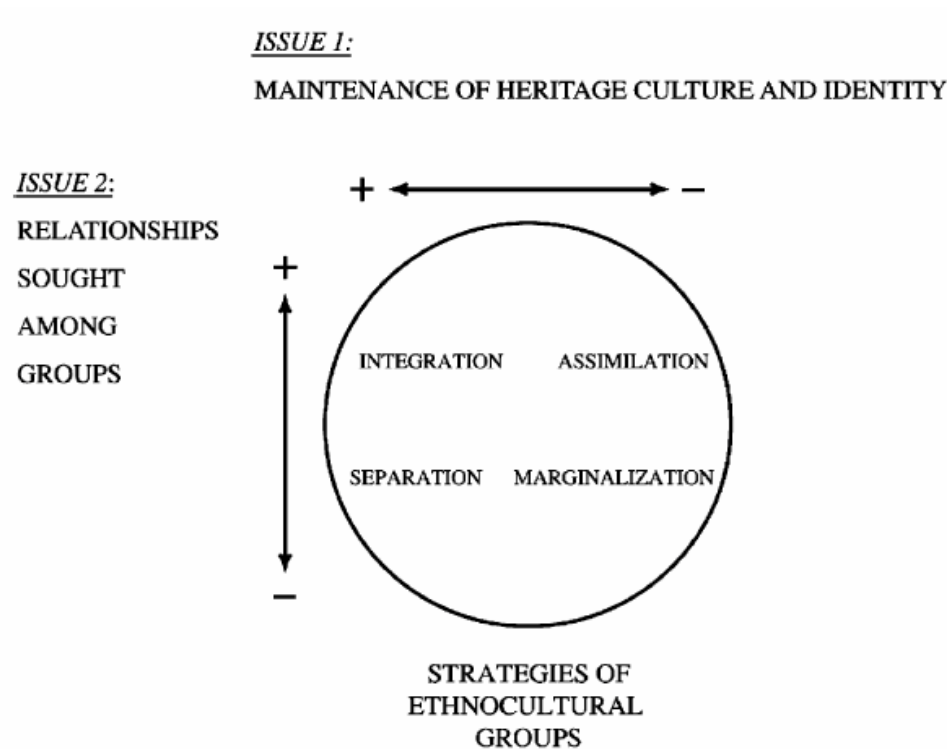 ISSUE 1:
MAINTENANCE OF HERITAGE CULTURE AND IDENTITY
ISSUE 2:
RELATIONSHIPS
SOUGHT
AMONG
GROUPS
+ −
+
INTEGRATION ASSIMILATION
SEPARATION MARGINALIZATION
−
STRATEGIES OF
ETHNOCULTURAL
GROUPS